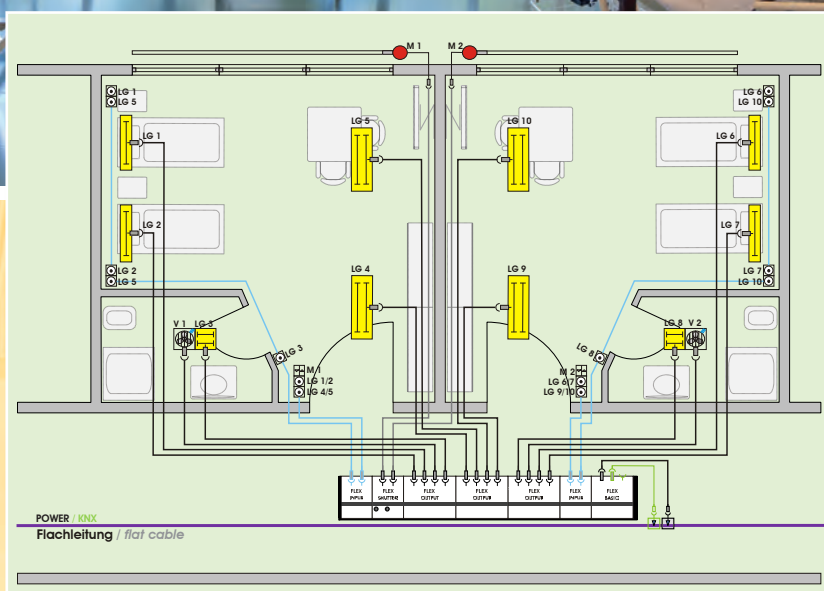 M 1 M 2
LG 1
LG 5
LG 6
LG 10
LG 1
LG 5
LG 10
LG 6
LG 2
LG 7
LG 2
LG 5
LG 4
LG 9
LG 7
LG 10
V 1 LG 3
LG 8 V 2
LG 3
LG 8
M 1
LG 1/2
LG 4/5
M 2
LG 6/7
LG 9/10
FLEX
INPUT
FLEX
SHUTTER
FLEX
OUTPUT
FLEX
OUTPUT
FLEX
OUTPUT
FLEX
INPUT
FLEX
BASIC
POWER / KNX
Flachleitung / flat cable